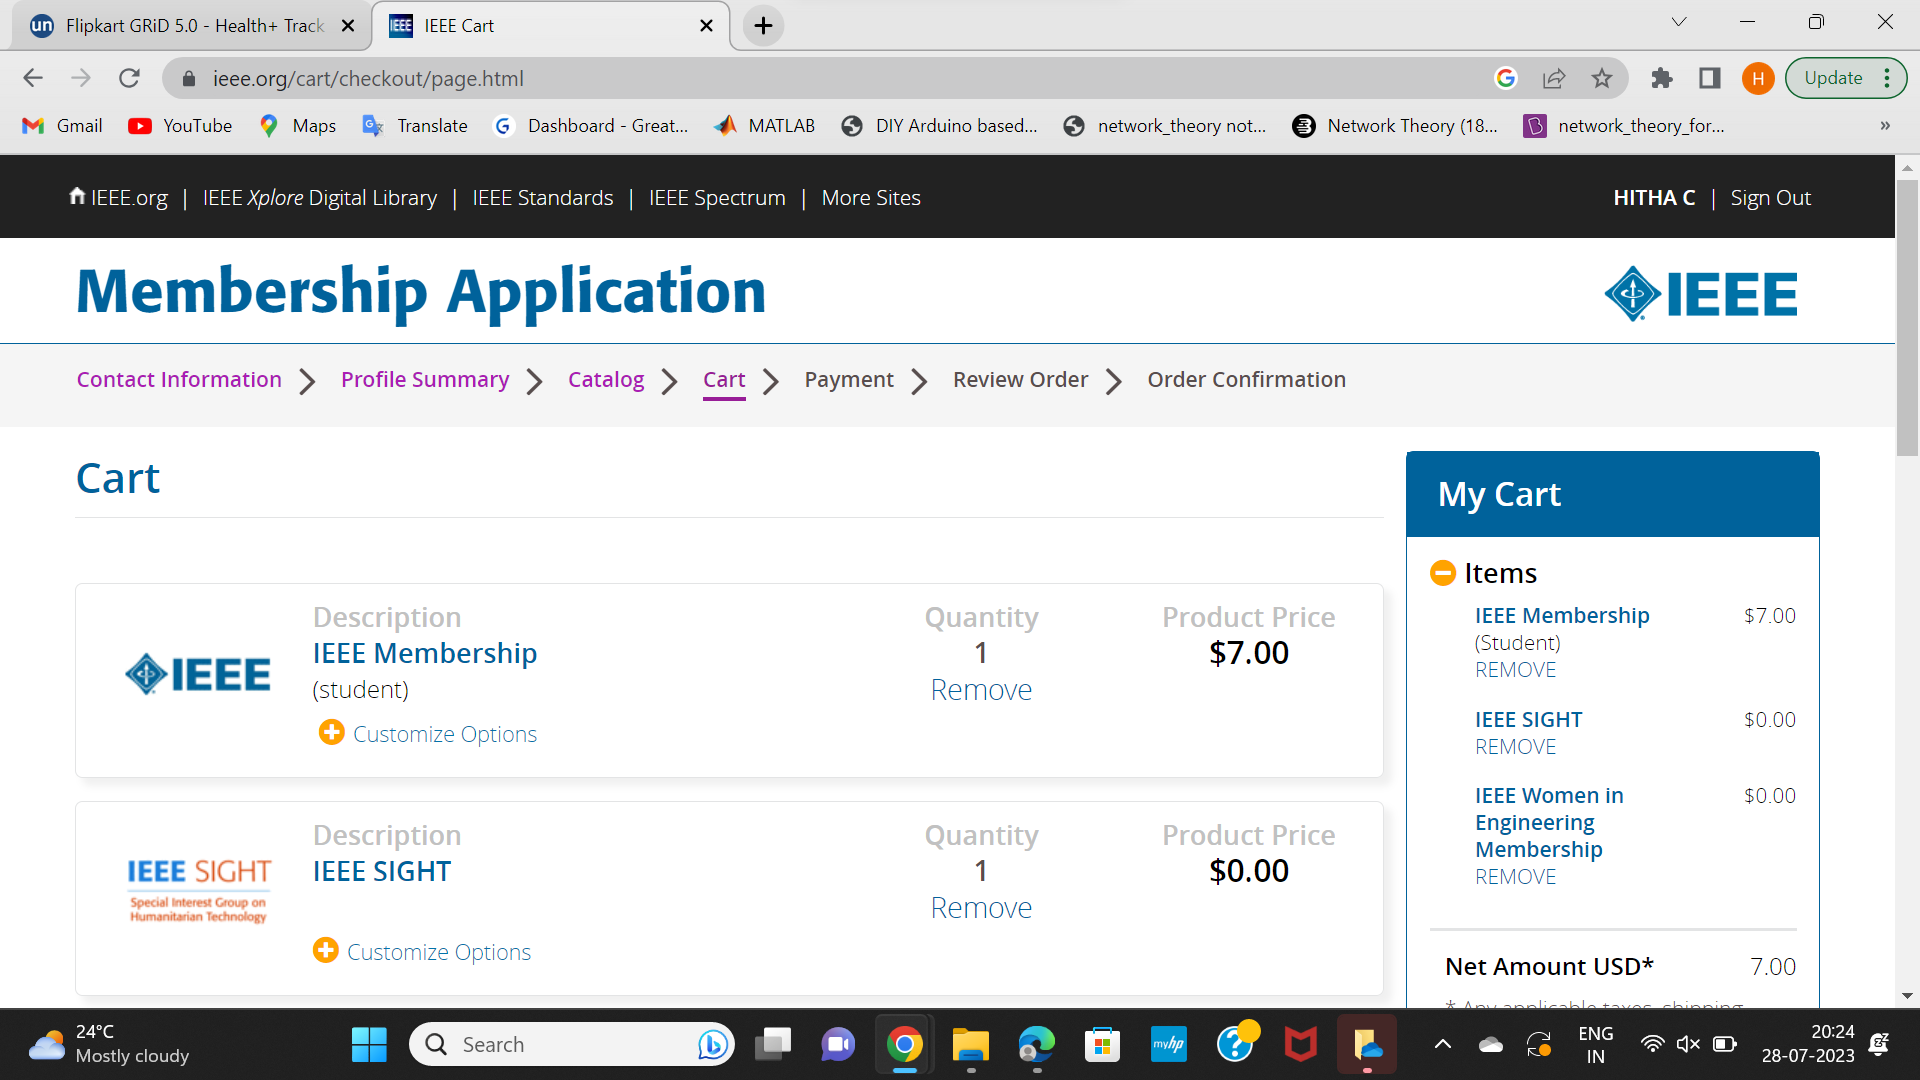 un Flipkart GRiD 5.0 - Health+ Track
IEEE IEEE Cart
ieee.org/cart/checkout/page.html
H Update
Gmail YouTube Maps Translate Dashboard - Great... MATLAB DIY Arduino based... network_theory not... Network Theory (18... network_theory_for... »
IEEE.org | IEEE Xplore Digital Library | IEEE Standards | IEEE Spectrum | More Sites
HITHA C | Sign Out
Membership Application
IEEE
Contact Information Profile Summary Catalog Cart Payment Review Order Order Confirmation
Cart
Description Quantity Product Price
IEEE
IEEE Membership 1 $7.00
(student) Remove
Customize Options
Description Quantity Product Price
IEEE SIGHT
Special Interest Group on
Humanitarian Technology
IEEE SIGHT 1 $0.00
Remove
Customize Options
My Cart
Items
IEEE Membership $7.00
(Student)
REMOVE
IEEE SIGHT $0.00
REMOVE
IEEE Women in $0.00
Engineering
Membership
REMOVE
Net Amount USD* 7.00
* Any applicable taxes, shipping
24°C
Mostly cloudy
Search
myhp
ENG
IN
20:24
28-07-2023